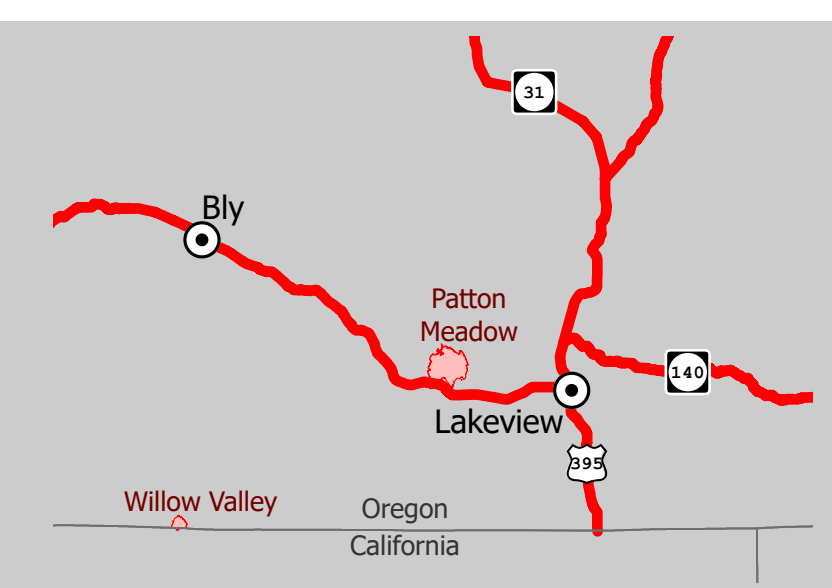 31
Bly
Patton
Meadow
140
Lakeview
395
Willow Valley
Oregon
California